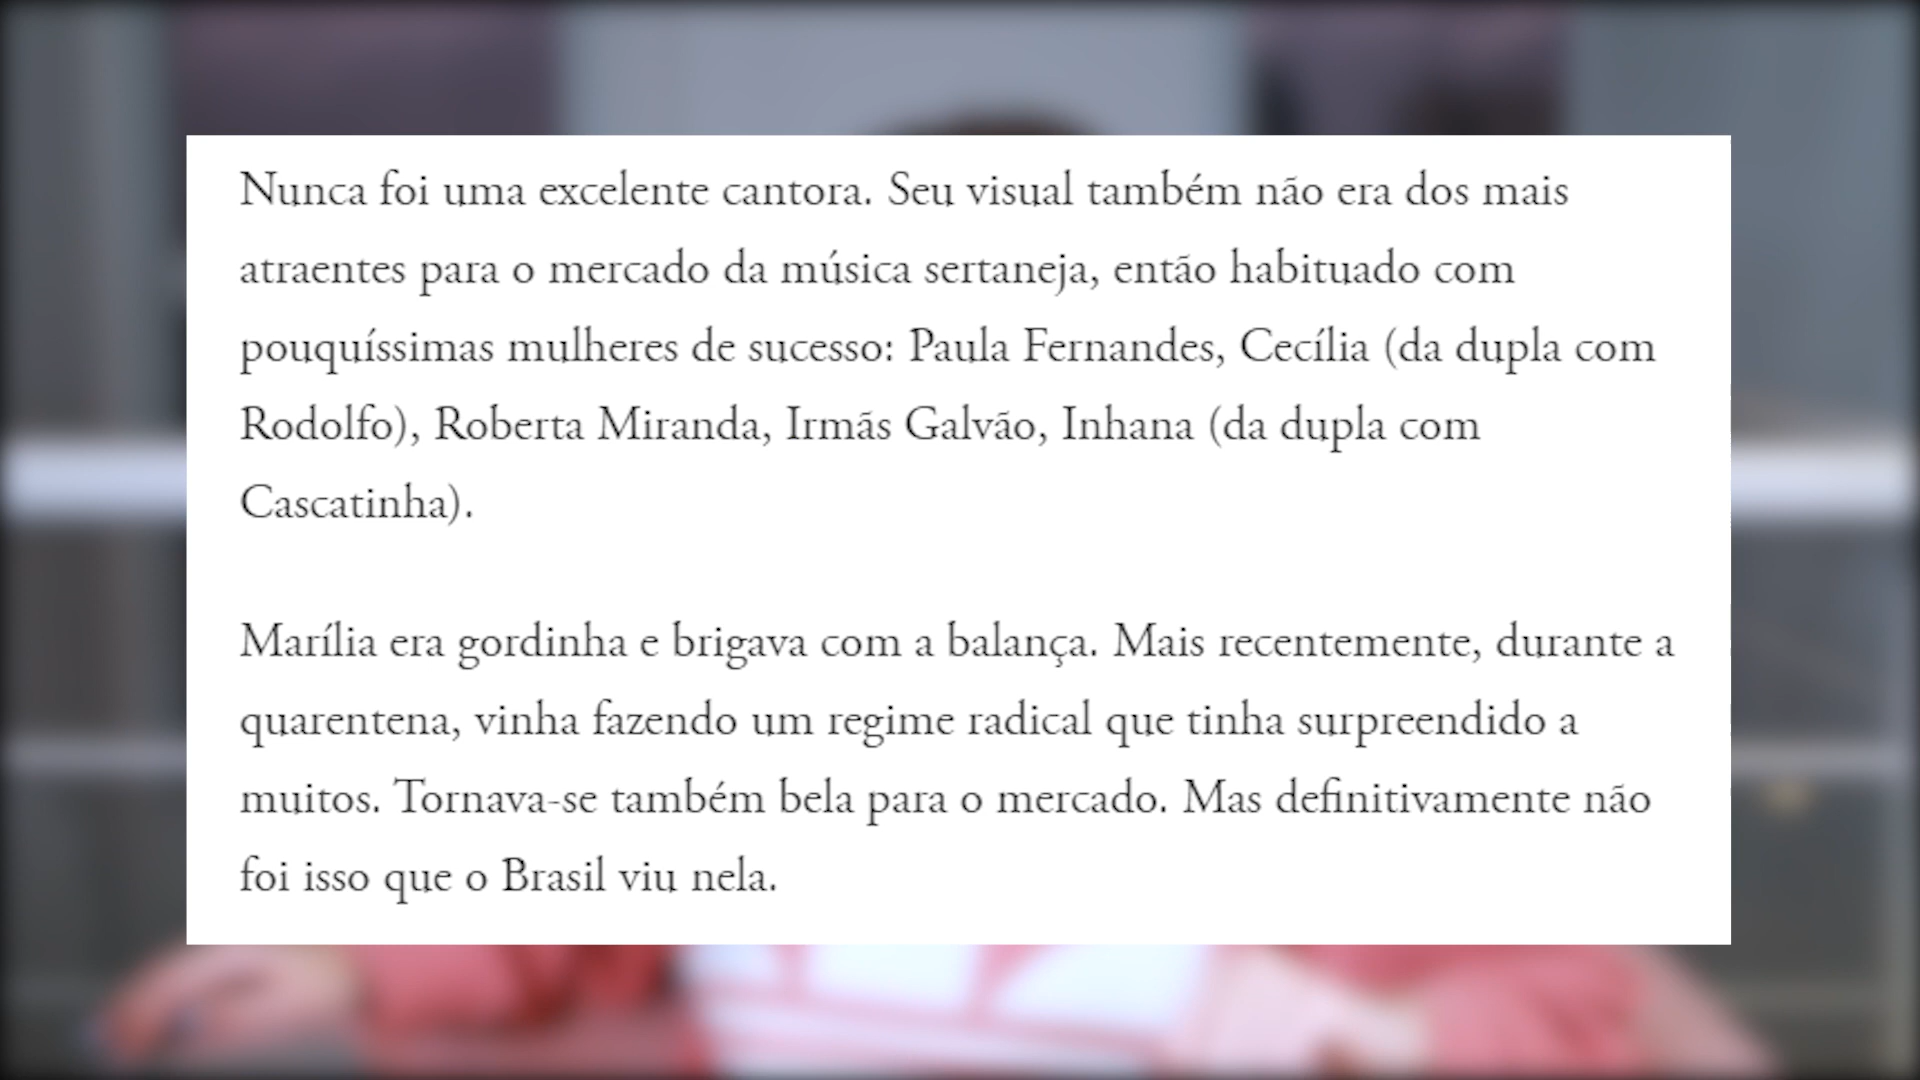 Nunca foi uma excelente cantora. Seu visual também não era dos mais
atraentes para o mercado da música sertaneja, então habituado com
pouquíssimas mulheres de sucesso: Paula Fernandes, Cecília (da dupla com
Rodolfo), Roberta Miranda, Irmãs Galvão, Inhana (da dupla com
Cascatinha).
Marília era gordinha e brigava com a balança. Mais recentemente, durante a
quarentena, vinha fazendo um regime radical que tinha surpreendido a
muitos. Tornava-se também bela para o mercado. Mas definitivamente não
foi isso que o Brasil viu nela.